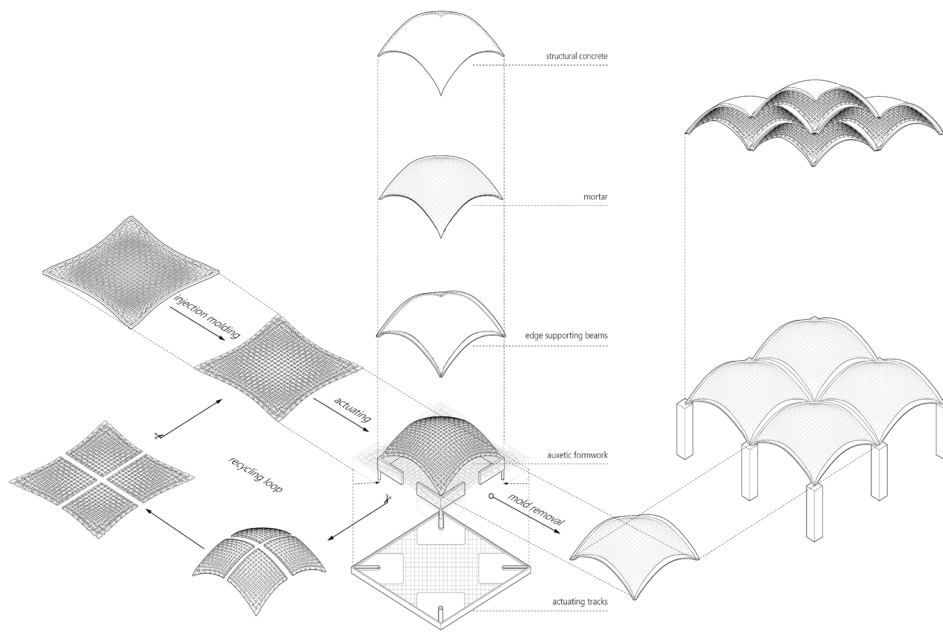 structural concrete
mortar
injection molding
edge supporting beams
actuating
auxetic formwork
recycling loop
mold removal
actuating tracks